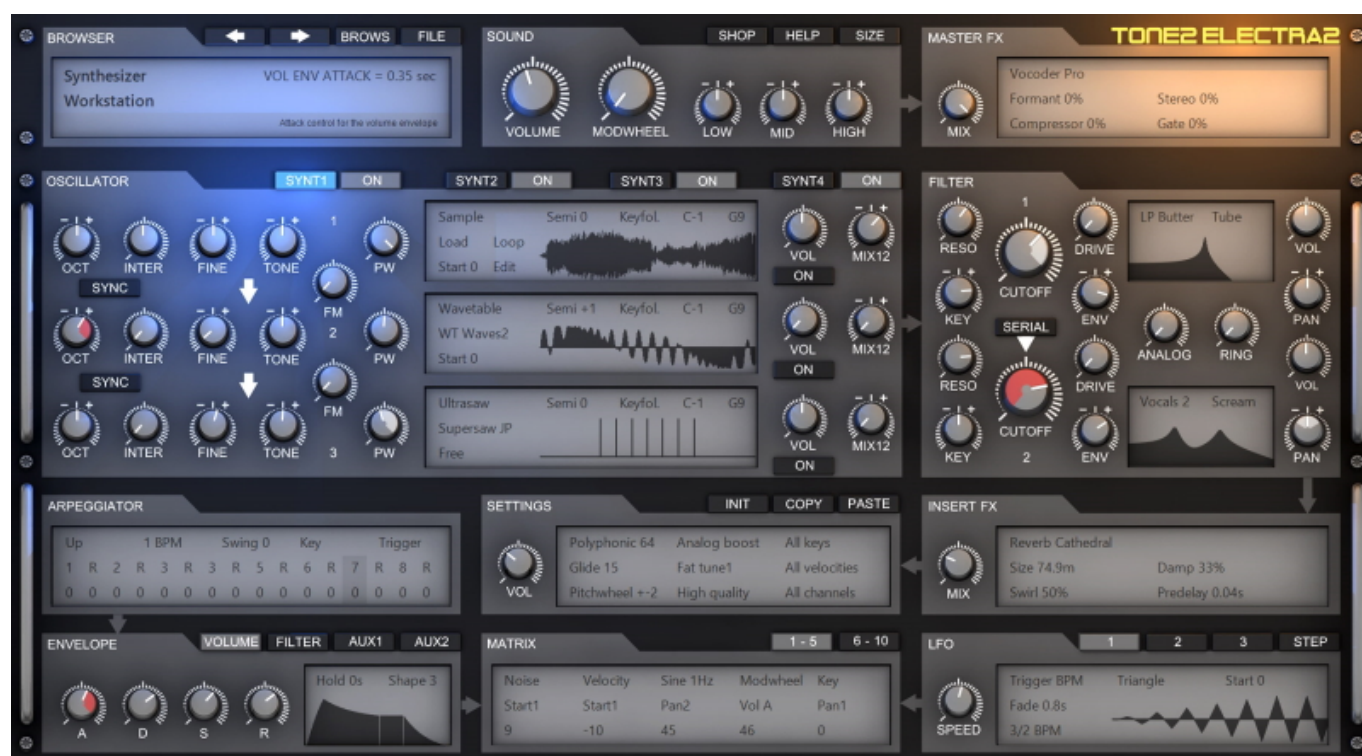 BROWSER BROWS FILE
Synthesizer VOL ENV ATTACK = 0.35 sec
Workstation
Attack control for the volume envelope
SOUND SHOP HELP SIZE
VOLUME MODWHEEL LOW MID HIGH
MASTER FX TONE2 ELECTRA2
Vocoder Pro
Formant 0% Stereo 0%
Compressor 0% Gate 0%
MIX
OSCILLATOR SYNT1 ON SYNT2 ON SYNT3 ON SYNT4 ON
1
OCT INTER FINE TONE PW
Sample Semi 0 Keyfol. C-1 G9
Load Loop
Start 0 Edit
VOL MIX12
ON
SYNC
FM
2
OCT INTER FINE TONE PW
Wavetable Semi +1 Keyfol. C-1 G9
WT Waves2
Start 0
VOL MIX12
ON
SYNC
FM
OCT INTER FINE TONE 3 PW
Ultrasaw Semi 0 Keyfol. C-1 G9
Supersaw JP
Free
VOL MIX12
ON
FILTER
1
RESO CUTOFF DRIVE
LP Butter Tube
VOL
KEY SERIAL ENV
ANALOG RING
PAN
RESO CUTOFF DRIVE
VOL
Vocals 2 Scream
KEY 2 ENV
PAN
ARPEGGIATOR
Up 1 BPM Swing 0 Key Trigger
1 R 2 R 3 R 3 R 5 R 6 R 7 R 8 R
0 0 0 0 0 0 0 0 0 0 0 0 0 0 0 0
SETTINGS INIT COPY PASTE
VOL
Polyphonic 64 Analog boost All keys
Glide 15 Fat tune1 All velocities
Pitchwheel +-2 High quality All channels
INSERT FX
MIX
Reverb Cathedral
Size 74.9m Damp 33%
Swirl 50% Predelay 0.04s
ENVELOPE VOLUME FILTER AUX1 AUX2
Hold 0s Shape 3
A D S R
MATRIX 1 - 5 6 - 10
Noise Velocity Sine 1Hz Modwheel Key
Start1 Start1 Pan2 Vol A Pan1
9 -10 45 46 0
LFO 1 2 3 STEP
SPEED
Trigger BPM Triangle Start 0
Fade 0.8s
3/2 BPM